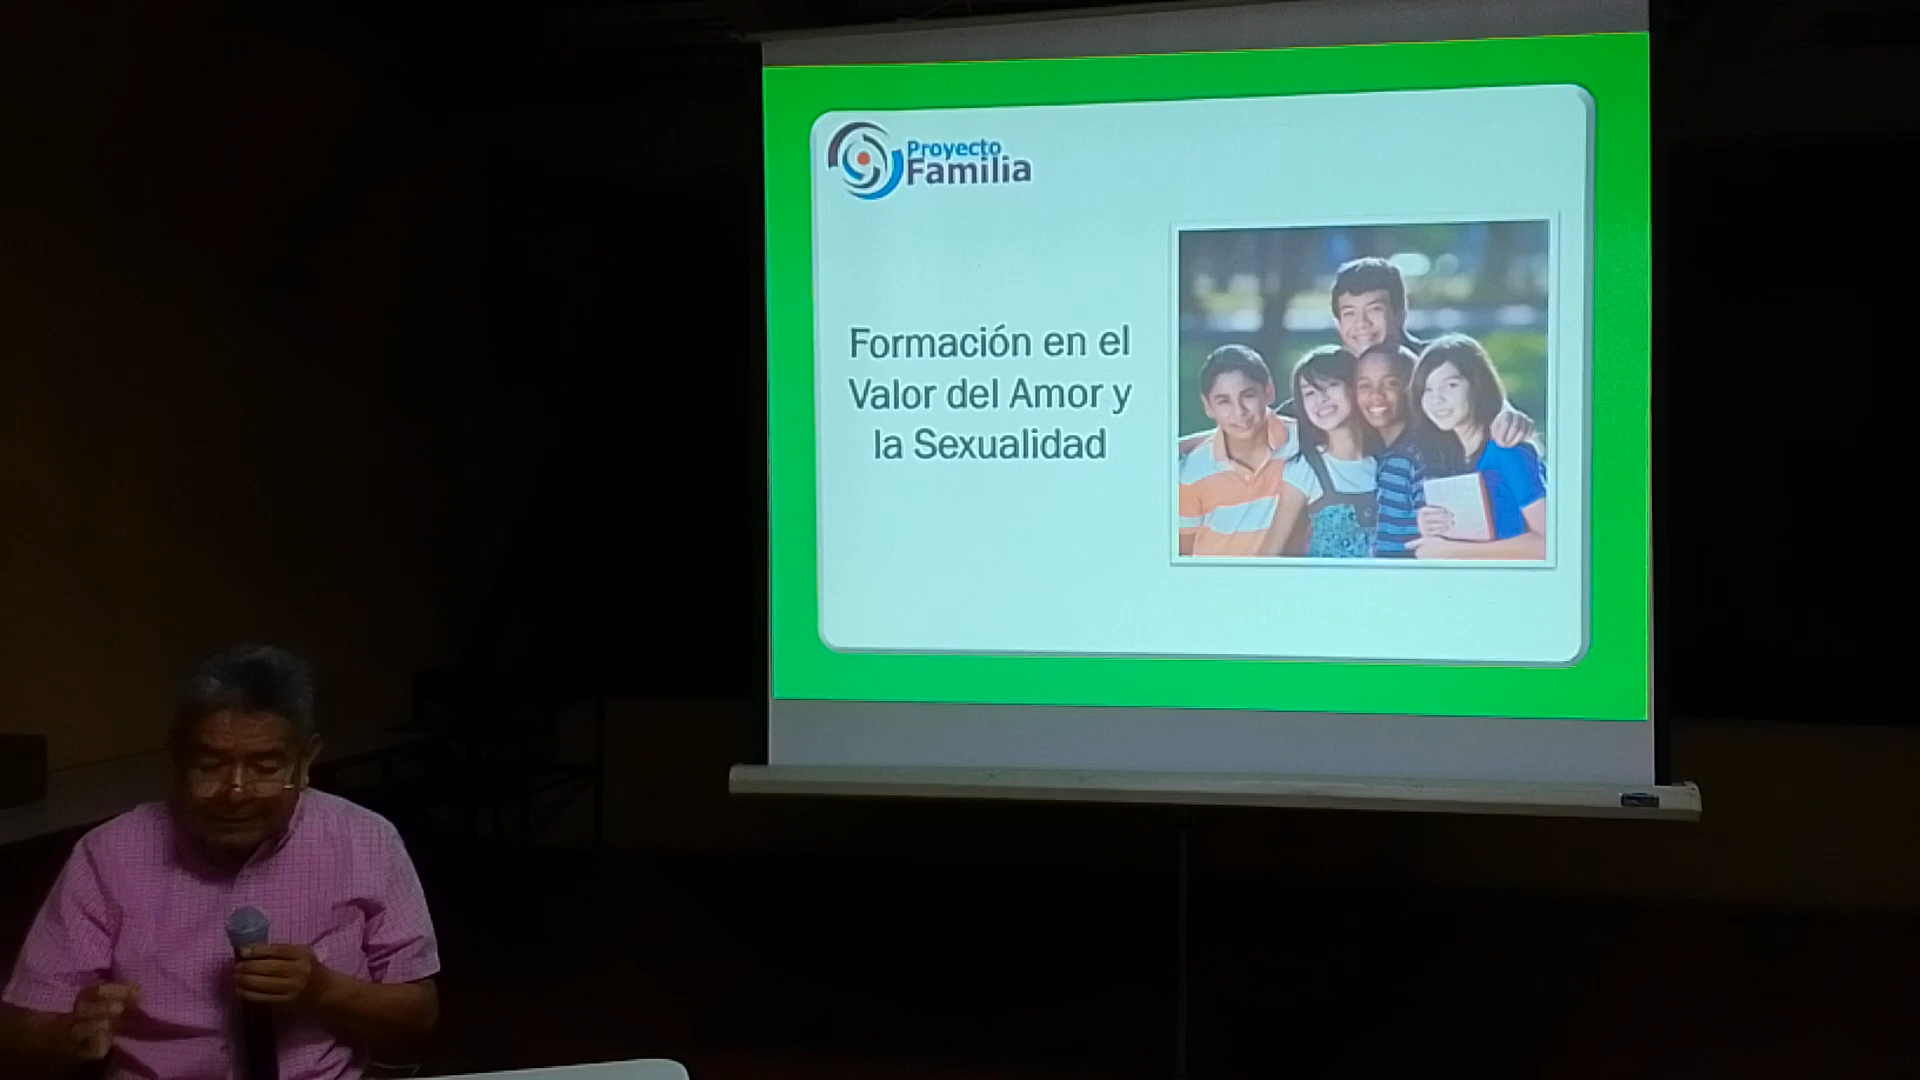 Proyecto
Familia
Formación en el
Valor del Amor y
la Sexualidad